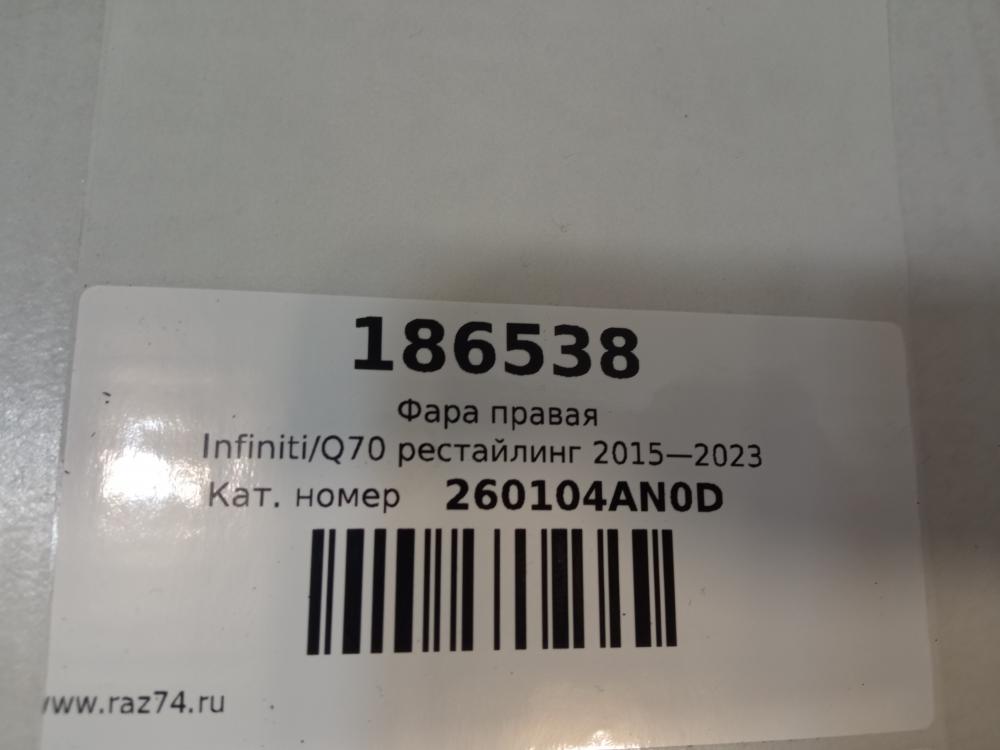 186538
Фара правая
Infiniti/Q70 рестайлинг 2015—2023
Кат. номер 260104AN0D
www.raz74.ru